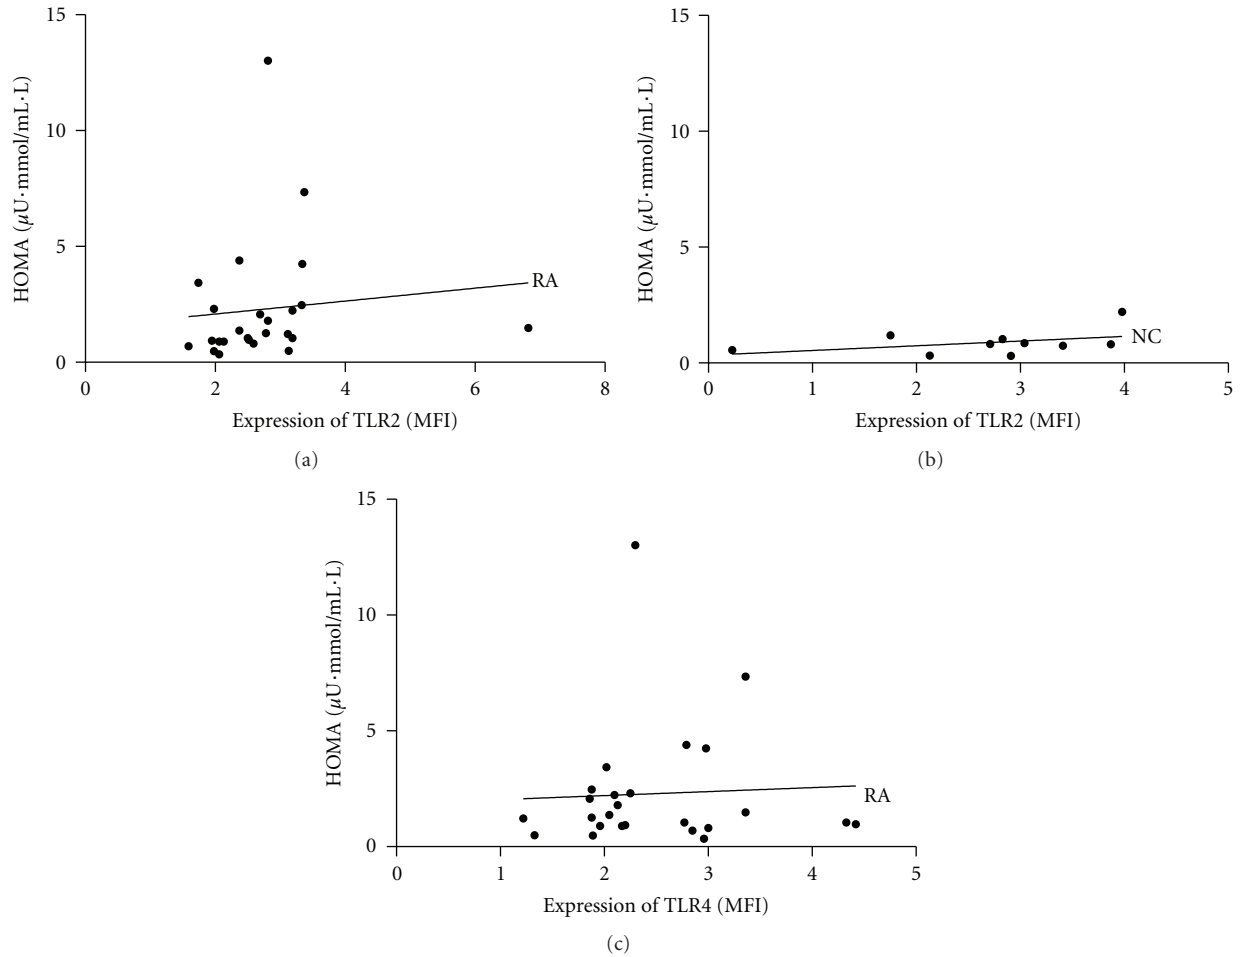 15
10
5
0
HOMA (µU·mmol/mL·L)
RA
0 2 4 6 8
Expression of TLR2 (MFI)
(a)
15
10
5
0
HOMA (µU·mmol/mL·L)
NC
0 1 2 3 4 5
Expression of TLR2 (MFI)
(b)
15
10
5
0
HOMA (µU·mmol/mL·L)
RA
0 1 2 3 4 5
Expression of TLR4 (MFI)
(c)